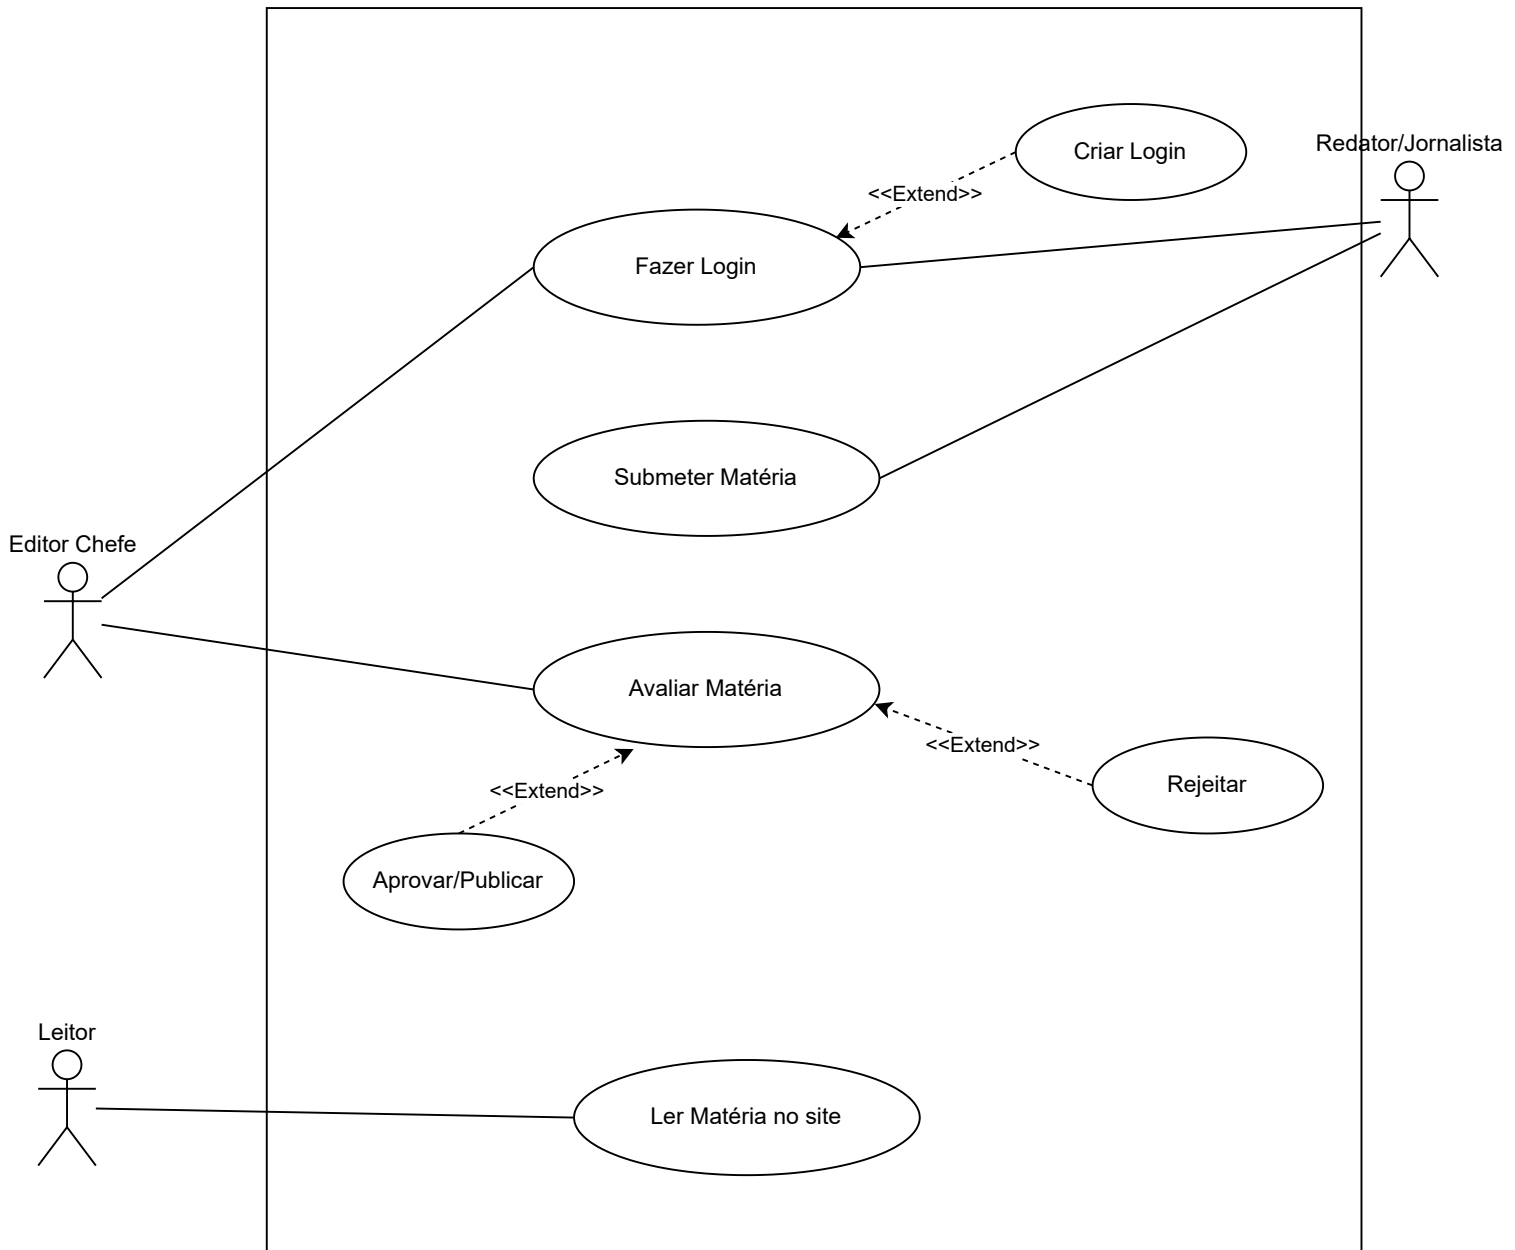 Criar Login
Redator/Jornalista
<<Extend>>
Fazer Login
Submeter Matéria
Editor Chefe
Avaliar Matéria
<<Extend>>
<<Extend>>
Rejeitar
Aprovar/Publicar
Leitor
Ler Matéria no site